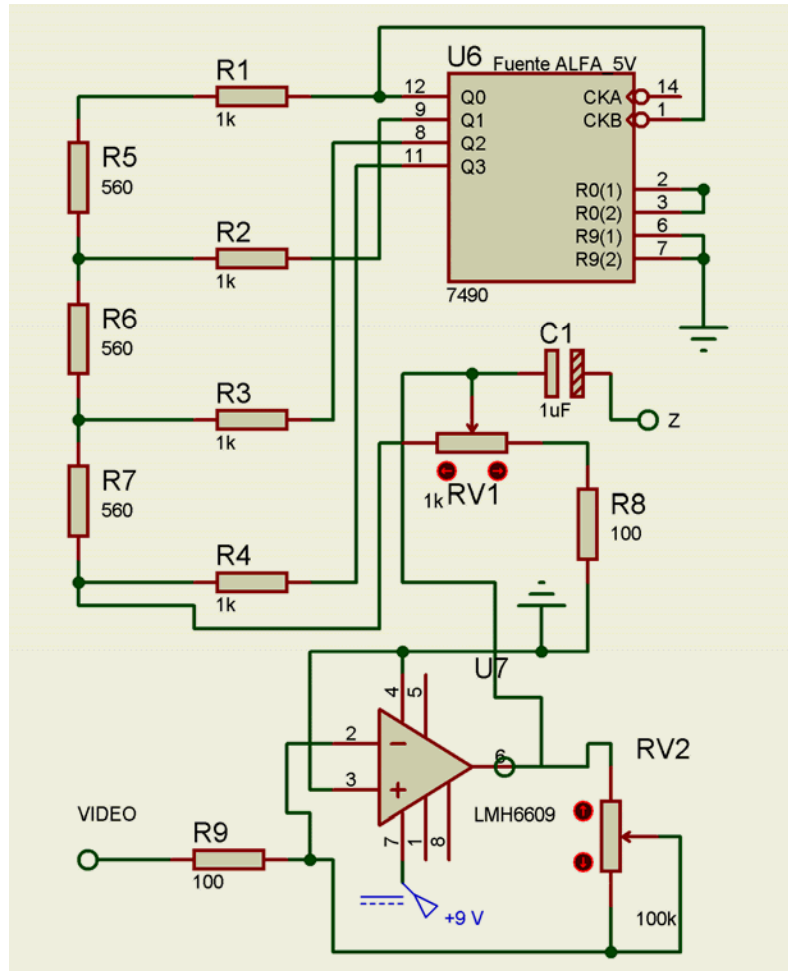 U6 Fuente ALFA_5V
R1
1k
12 Q0 CKA 14
9 Q1 CKB 1
8 Q2
11 Q3
R0(1) 2
R0(2) 3
R9(1) 6
R9(2) 7
7490
R5
560
R2
1k
R6
560
C1
1uF
Z
R3
1k
1k RV1
R7
560
R8
100
R4
1k
U7
4
5
2
3
6
7
1
8
LMH6609
+9 V
RV2
100k
VIDEO
R9
100